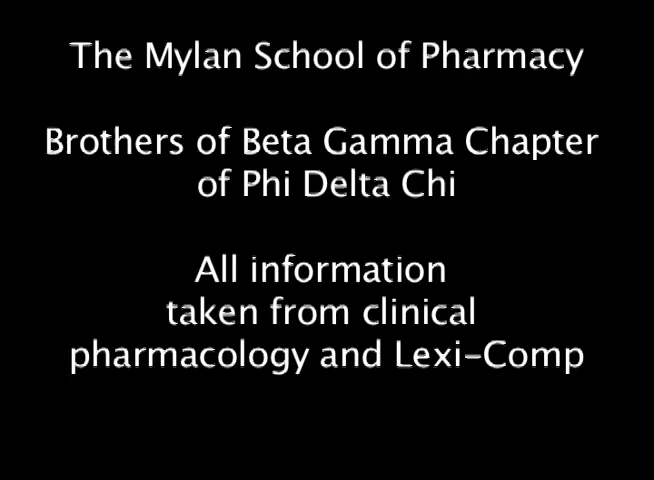 The Mylan School of Pharmacy
Brothers of Beta Gamma Chapter
of Phi Delta Chi
All information
taken from clinical
pharmacology and Lexi-Comp